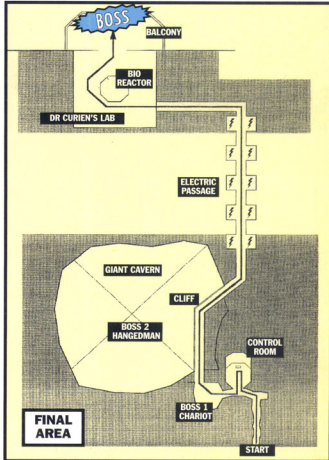 BOSS
BALCONY
BIO
REACTOR
DR CURIEN'S LAB
ELECTRIC
PASSAGE
GIANT CAVERN
CLIFF
BOSS 2
HANGEDMAN
CONTROL
ROOM
BOSS 1
CHARIOT
FINAL
AREA
START